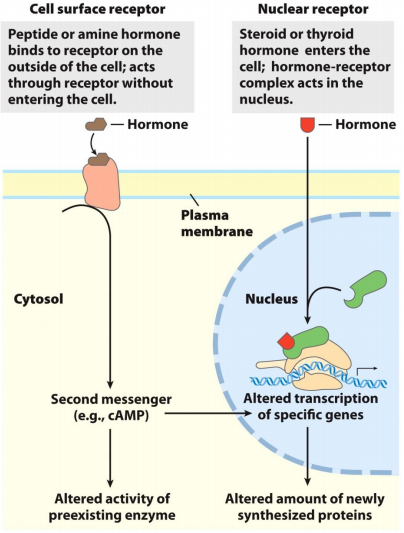 Cell surface receptor
Peptide or amine hormone
binds to receptor on the
outside of the cell; acts
through receptor without
entering the cell.
Hormone
Nuclear receptor
Steroid or thyroid
hormone enters the
cell; hormone-receptor
complex acts in the
nucleus.
Hormone
Plasma
membrane
Cytosol
Nucleus
Second messenger
(e.g., cAMP)
Altered transcription
of specific genes
Altered activity of
preexisting enzyme
Altered amount of newly
synthesized proteins